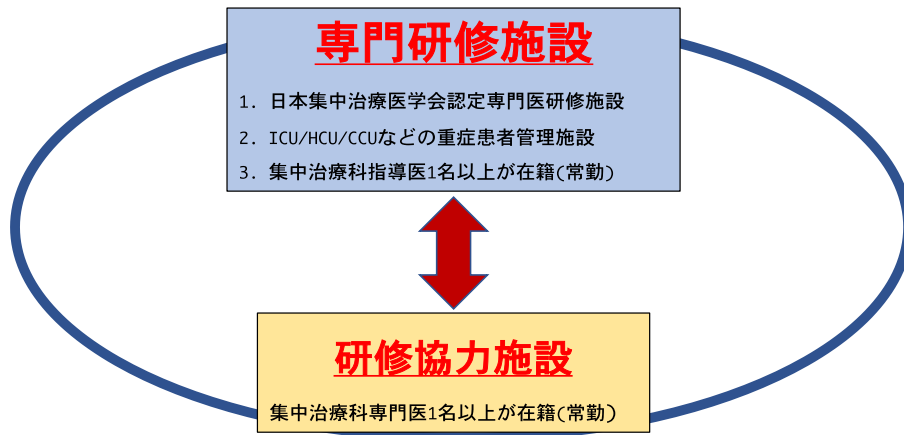 専門研修施設
1. 日本集中治療医学会認定専門医研修施設
2. ICU/HCU/CCUなどの重症患者管理施設
3. 集中治療科指導医1名以上が在籍(常勤)
研修協力施設
集中治療科専門医1名以上が在籍(常勤)